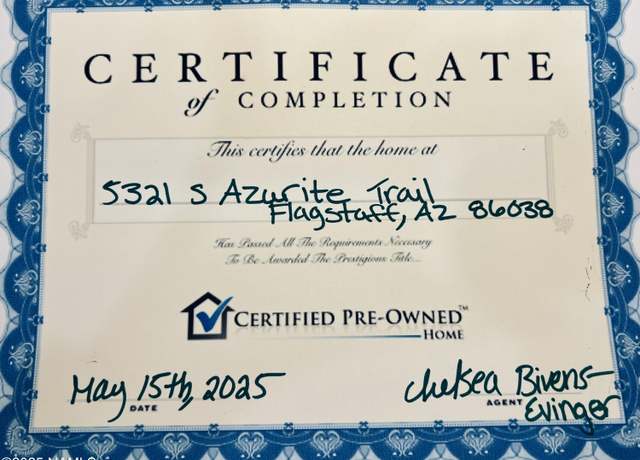 CERTIFICATE
of COMPLETION
This certifies that the home at
5321 S Azurite Trail
Flagstaff, AZ 86038
Has Passed All The Requirements Necessary
To Be Awarded The Prestigious Title...
CERTIFIED PRE-OWNED™
HOME
May 15th, 2025
DATE
Chelsea Bivens-
AGENT
Evinger